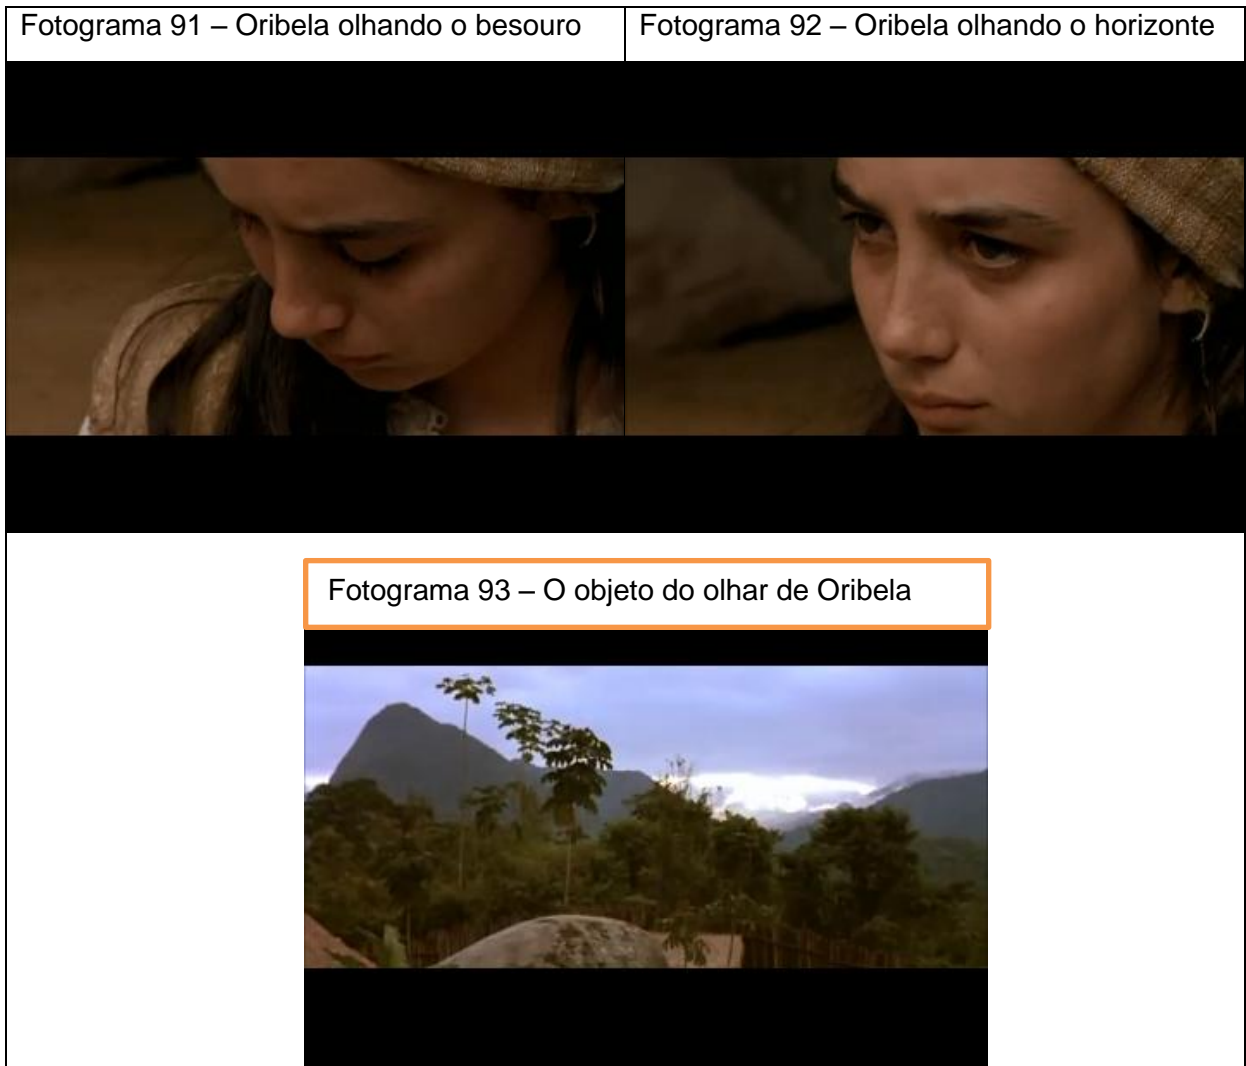 Fotograma 91 – Oribela olhando o besouro
Fotograma 92 – Oribela olhando o horizonte
Fotograma 93 – O objeto do olhar de Oribela